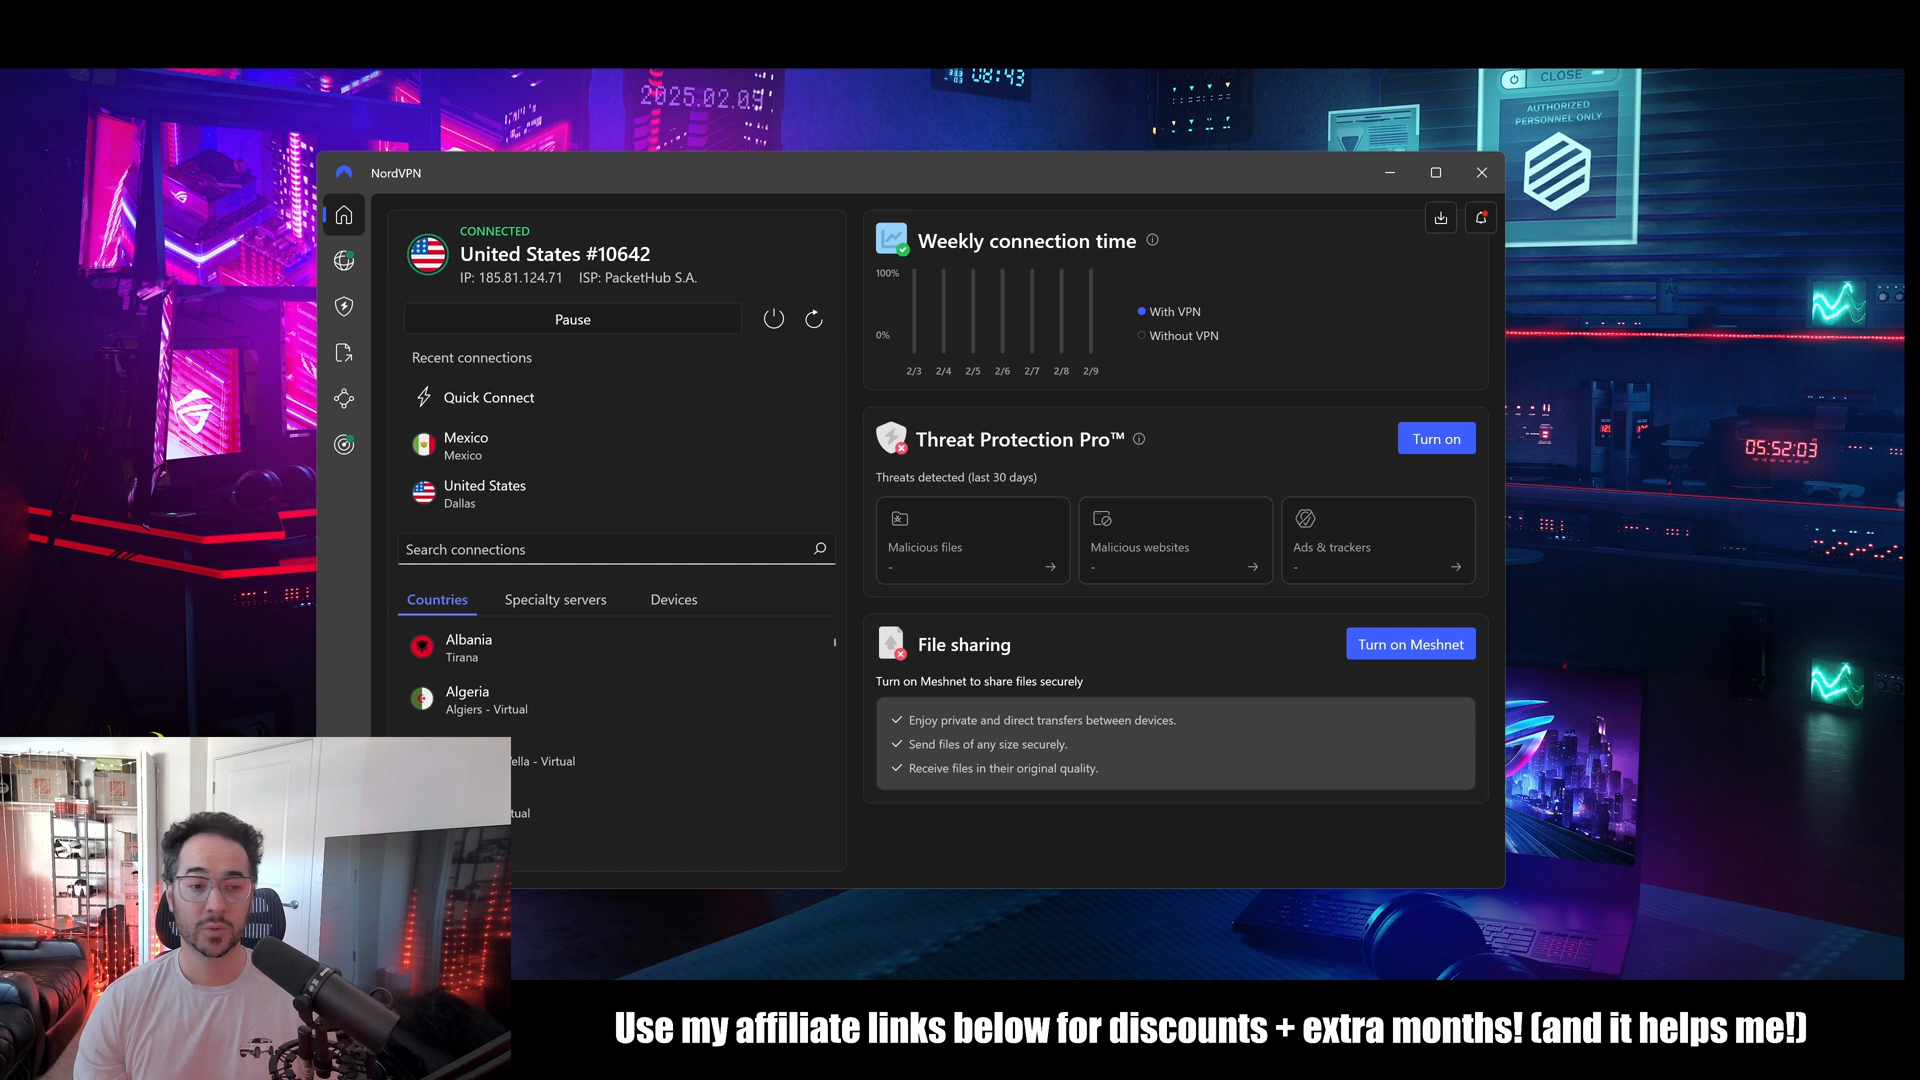 2025.02.09
08:43
CLOSE
AUTHORIZED
PERSONNEL ONLY
NordVPN
CONNECTED
United States #10642
IP: 185.81.124.71 ISP: PacketHub S.A.
Pause
Recent connections
Quick Connect
Mexico
Mexico
United States
Dallas
Search connections
Countries Specialty servers Devices
Albania
Tirana
Algeria
Algiers - Virtual
ella - Virtual
tual
Weekly connection time
100%
0%
2/3 2/4 2/5 2/6 2/7 2/8 2/9
With VPN
Without VPN
Threat Protection Pro™
Turn on
Threats detected (last 30 days)
Malicious files
-
Malicious websites
-
Ads & trackers
-
File sharing
Turn on Meshnet
Turn on Meshnet to share files securely
Enjoy private and direct transfers between devices.
Send files of any size securely.
Receive files in their original quality.
05:52:03
Use my affiliate links below for discounts + extra months! (and it helps me!)